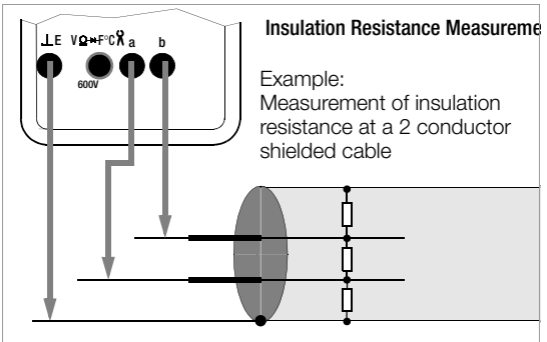 Insulation Resistance Measureme
⊥E VΩ➛F°C a b
600V
Example:
Measurement of insulation
resistance at a 2 conductor
shielded cable